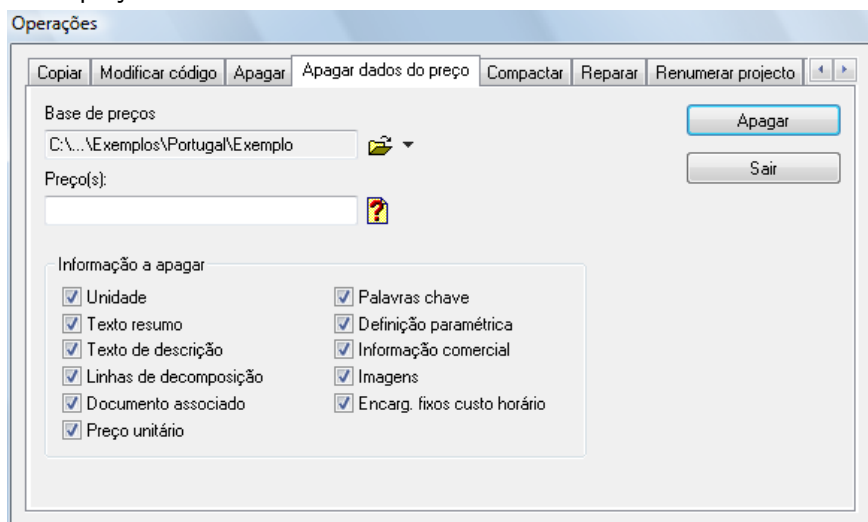 Operações
Copiar Modificar código Apagar Apagar dados do preço Compactar Reparar Renumerar projecto
Base de preços
Apagar
C:\...\Exemplos\Portugal\Exemplo
Sair
Preço(s):
Informação a apagar
Unidade Palavras chave
Texto resumo Definição paramétrica
Texto de descrição Informação comercial
Linhas de decomposição Imagens
Documento associado Encarg. fixos custo horário
Preço unitário